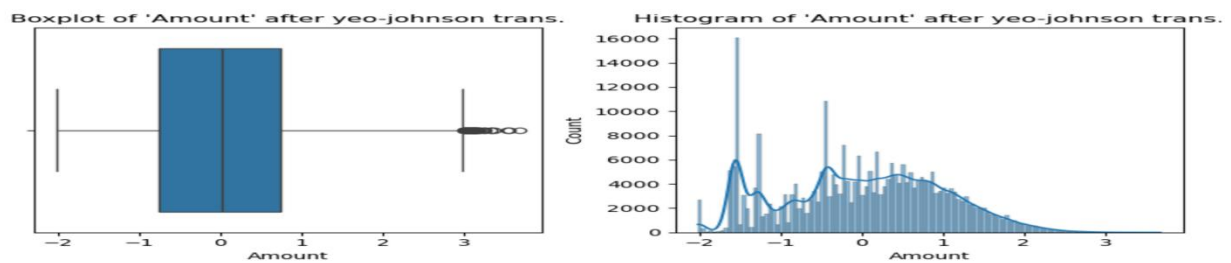 Boxplot of 'Amount' after yeo-johnson trans.
−2 −1 0 1 2 3
Amount
Histogram of 'Amount' after yeo-johnson trans.
16000
14000
12000
10000
8000
6000
4000
2000
0
Count
−2 −1 0 1 2 3
Amount